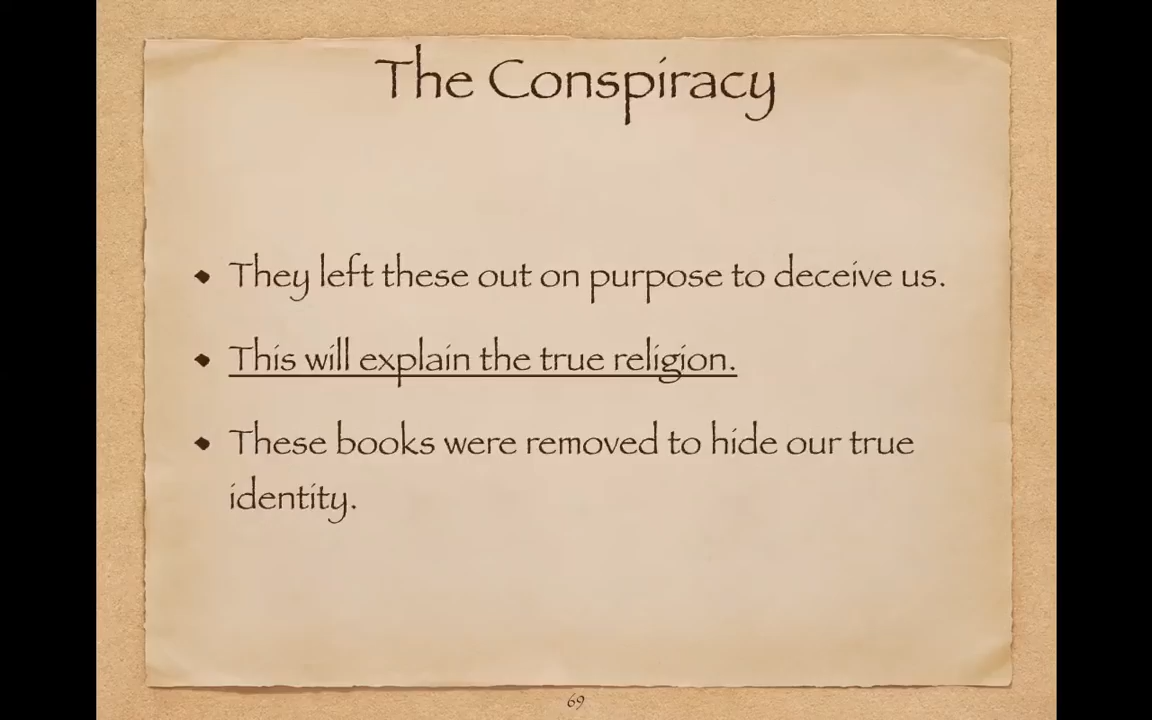 The Conspiracy
• They left these out on purpose to deceive us.
• This will explain the true religion.
• These books were removed to hide our true
identity.
69